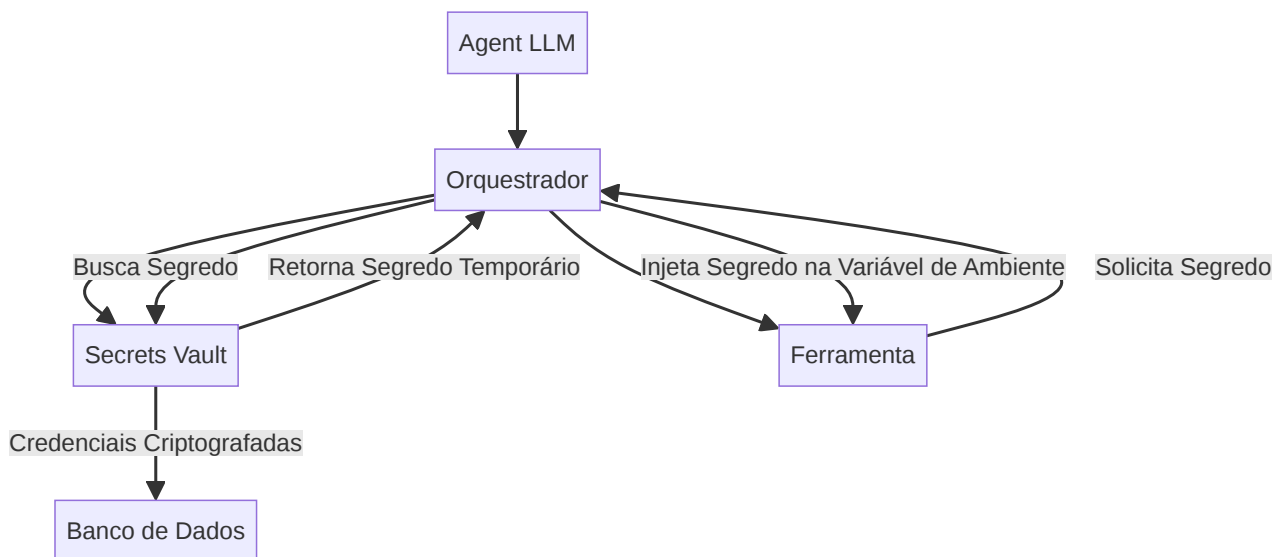 Agent LLM
Orquestrador
Busca Segredo
Retorna Segredo Temporário
Injeta Segredo na Variável de Ambiente
Solicita Segredo
Secrets Vault
Ferramenta
Credenciais Criptografadas
Banco de Dados